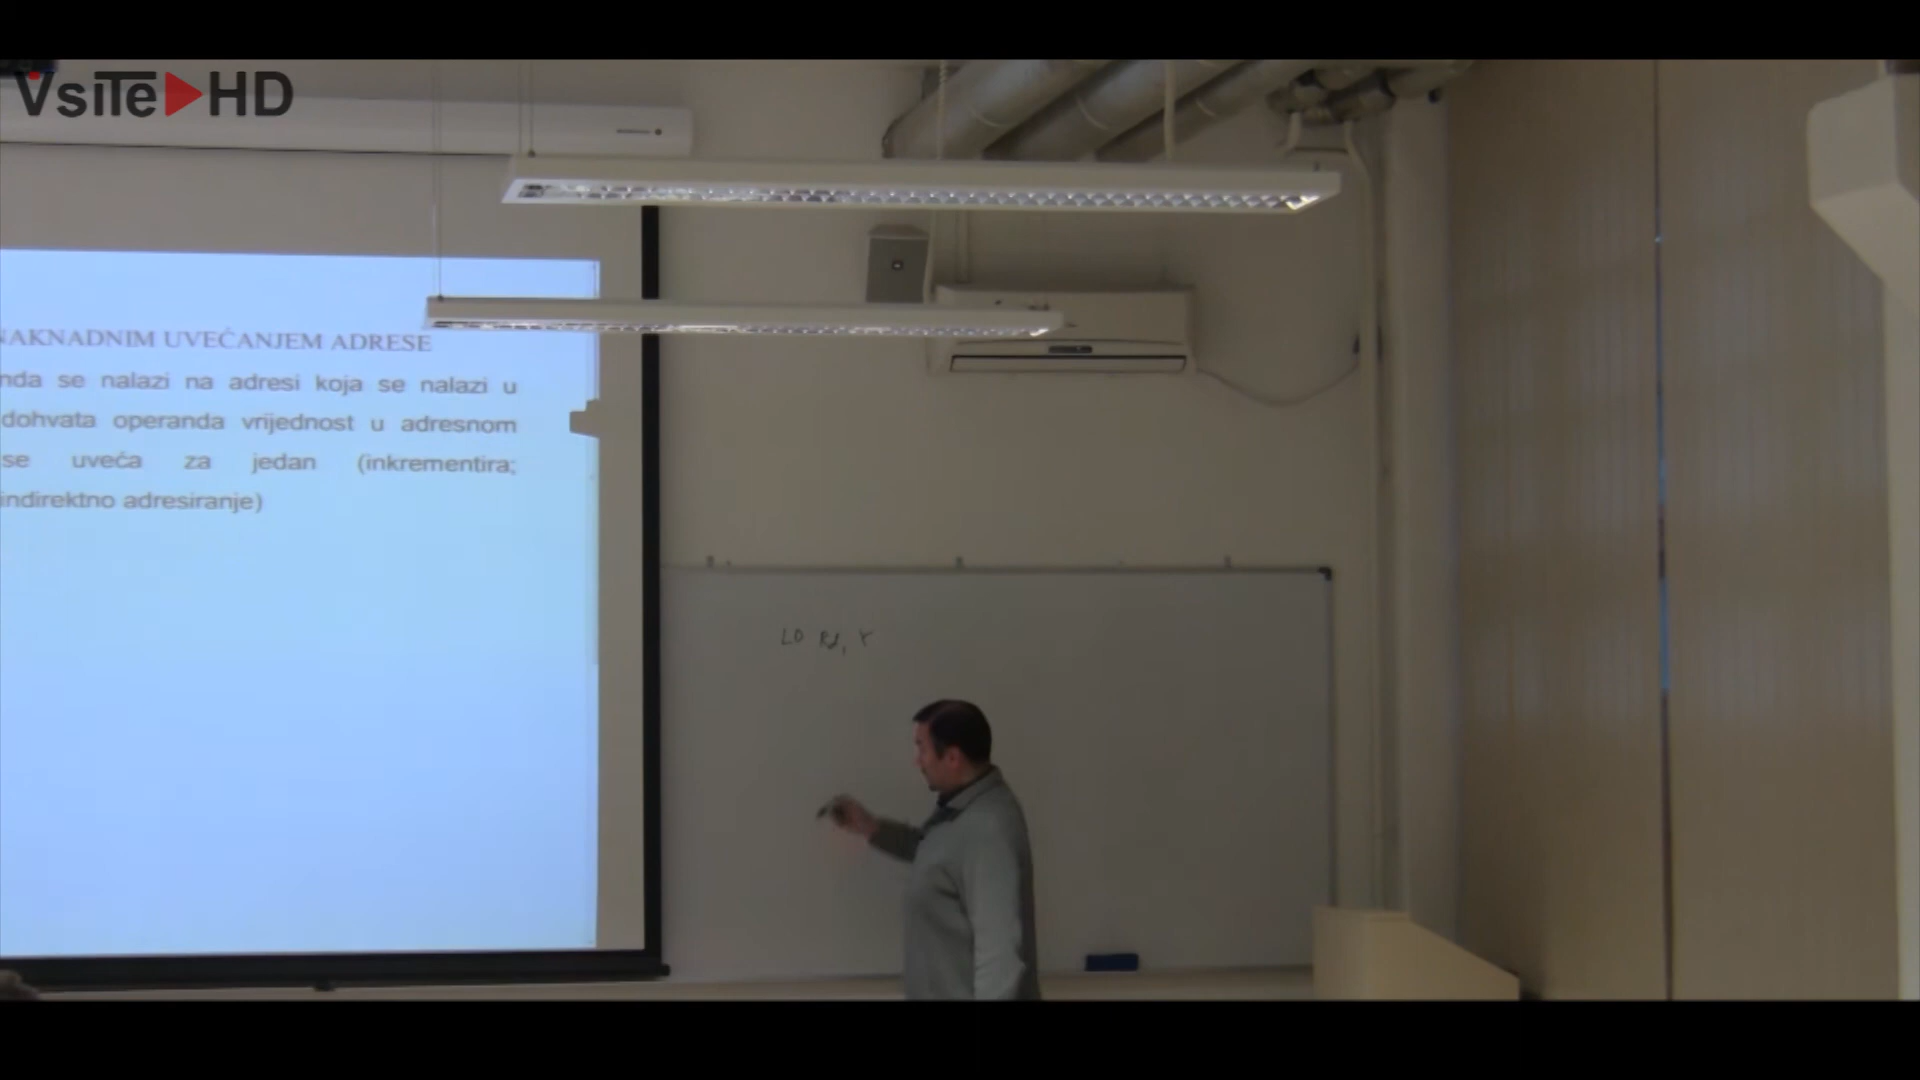 VsiTe HD
NAKNADNIM UVEĆANJEM ADRESE
nda se nalazi na adresi koja se nalazi u
dohvata operanda vrijednost u adresnom
se uveća za jedan (inkrementira;
indirektno adresiranje)
LD Rd, Y